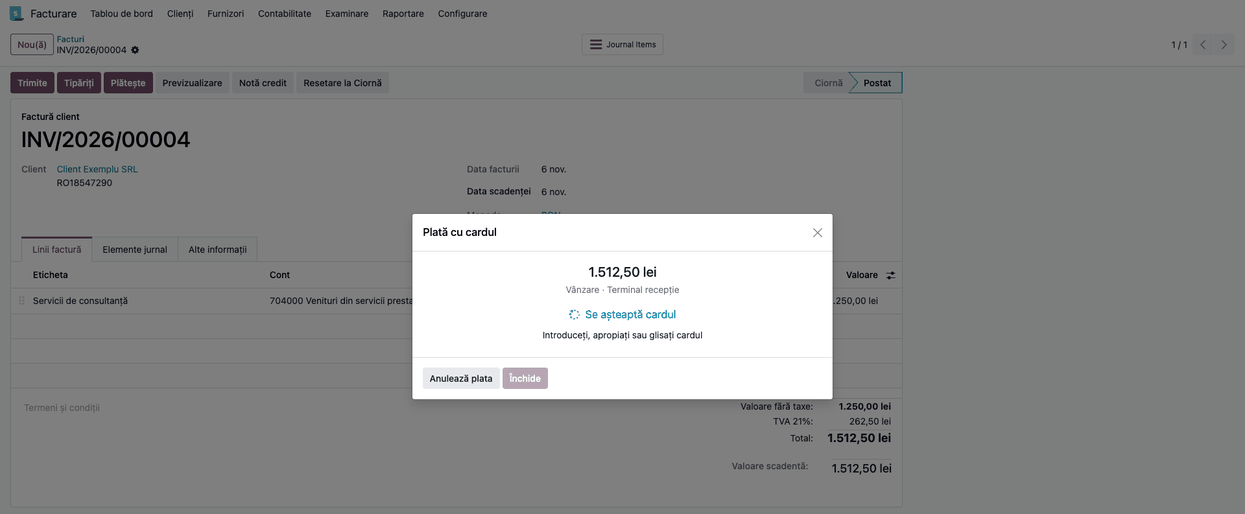 Facturare Tablou de bord Clienți Furnizori Contabilitate Examinare Raportare Configurare
Nou(ă)
Facturi
INV/2026/00004
Journal Items
1 / 1
Trimite Tipăriți Plătește Previzualizare Notă credit Resetare la Ciornă
Ciornă Postat
Factură client
INV/2026/00004
Client Client Exemplu SRL
RO18547290
Data facturii 6 nov.
Data scadenței 6 nov.
Linii factură Elemente jurnal Alte informații
Eticheta Cont Valoare
Servicii de consultanță 704000 Venituri din servicii presta .250,00 lei
Plată cu cardul
1.512,50 lei
Vânzare · Terminal recepție
Se așteaptă cardul
Introduceți, apropiați sau glisați cardul
Anulează plata Închide
Termeni și condiții
Valoare fără taxe: 1.250,00 lei
TVA 21%: 262,50 lei
Total: 1.512,50 lei
Valoare scadentă: 1.512,50 lei